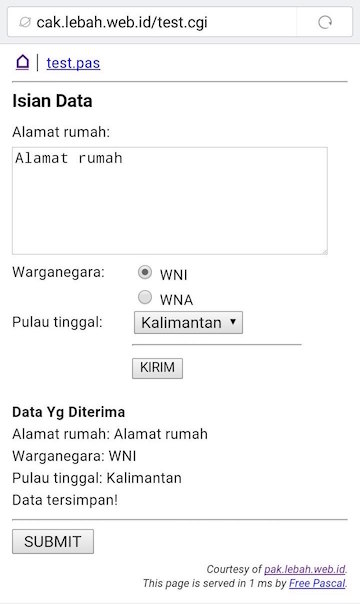 cak.lebah.web.id/test.cgi
| test.pas
Isian Data
Alamat rumah:
Alamat rumah
Warganegara: WNI
WNA
Pulau tinggal: Kalimantan
KIRIM
Data Yg Diterima
Alamat rumah: Alamat rumah
Warganegara: WNI
Pulau tinggal: Kalimantan
Data tersimpan!
SUBMIT
Courtesy of pak.lebah.web.id.
This page is served in 1 ms by Free Pascal.